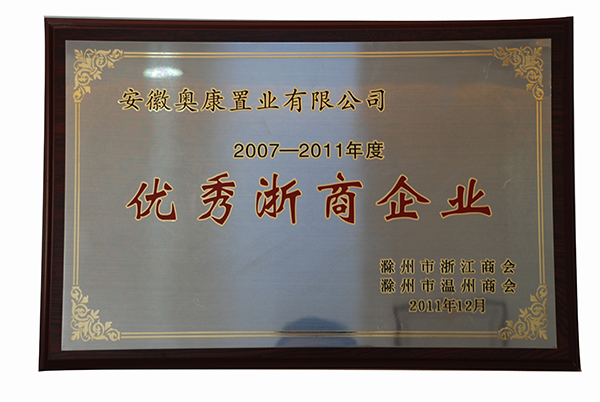 安徽奥康置业有限公司
2007—2011年度
优秀浙商企业
滁州市浙江商会
滁州市温州商会
2011年12月